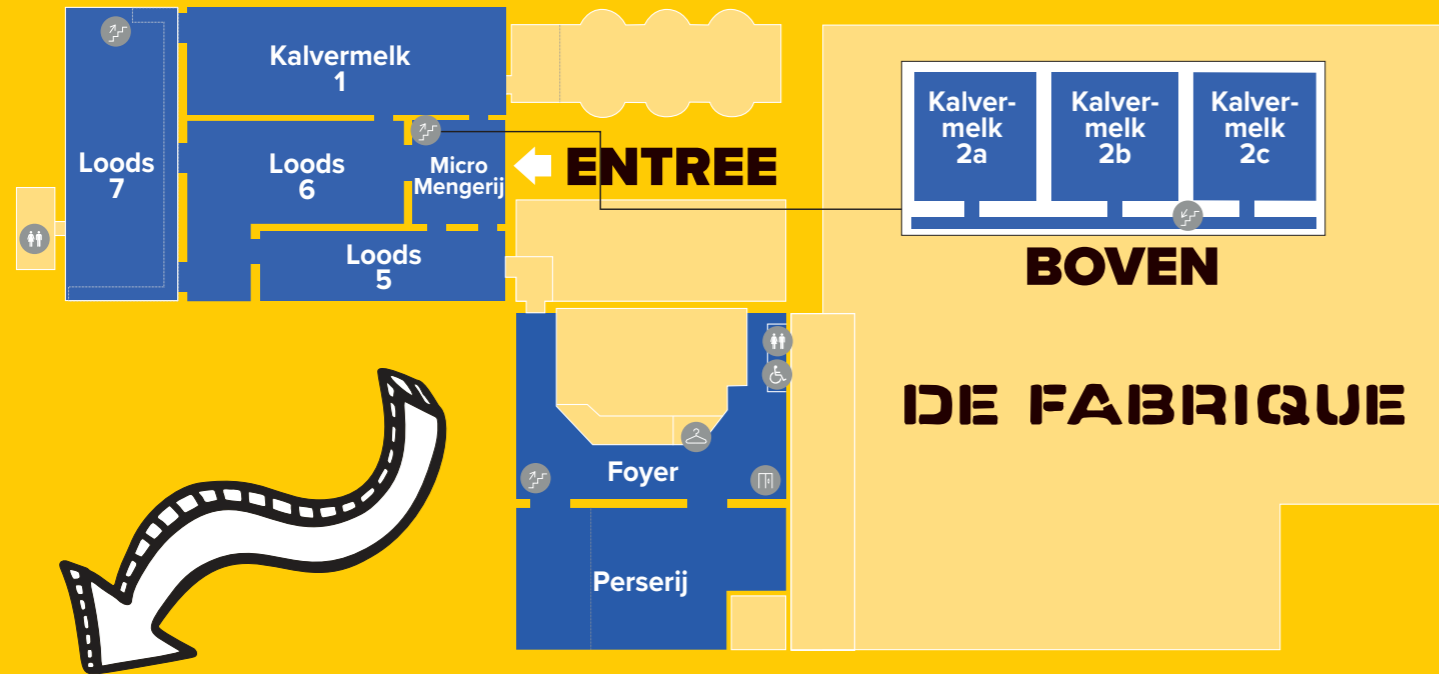 Kalvermelk
1
Loods
7
Loods
6
Micro
Mengerij
ENTREE
Loods
5
Kalver-
melk
2a
Kalver-
melk
2b
Kalver-
melk
2c
BOVEN
DE FABRIQUE
Foyer
Perserij